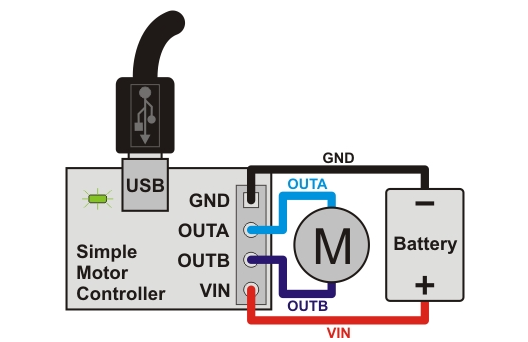 USB
GND
OUTA
OUTB
VIN
Simple
Motor
Controller
GND
OUTA
M
OUTB
VIN
−
Battery
+